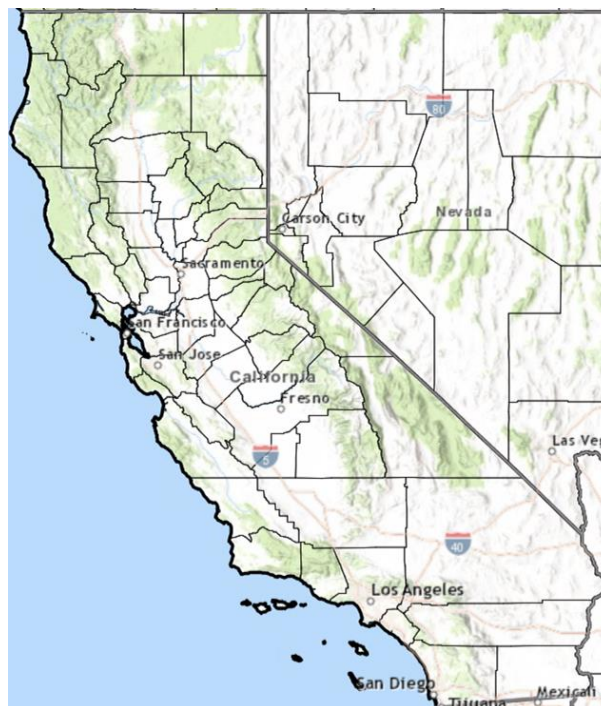 80
Nevada
Carson City
Sacramento
San Francisco
San Jose
California
Fresno
5
Las Ve
40
Los Angeles
San Diego
Tijuana
Mexicali